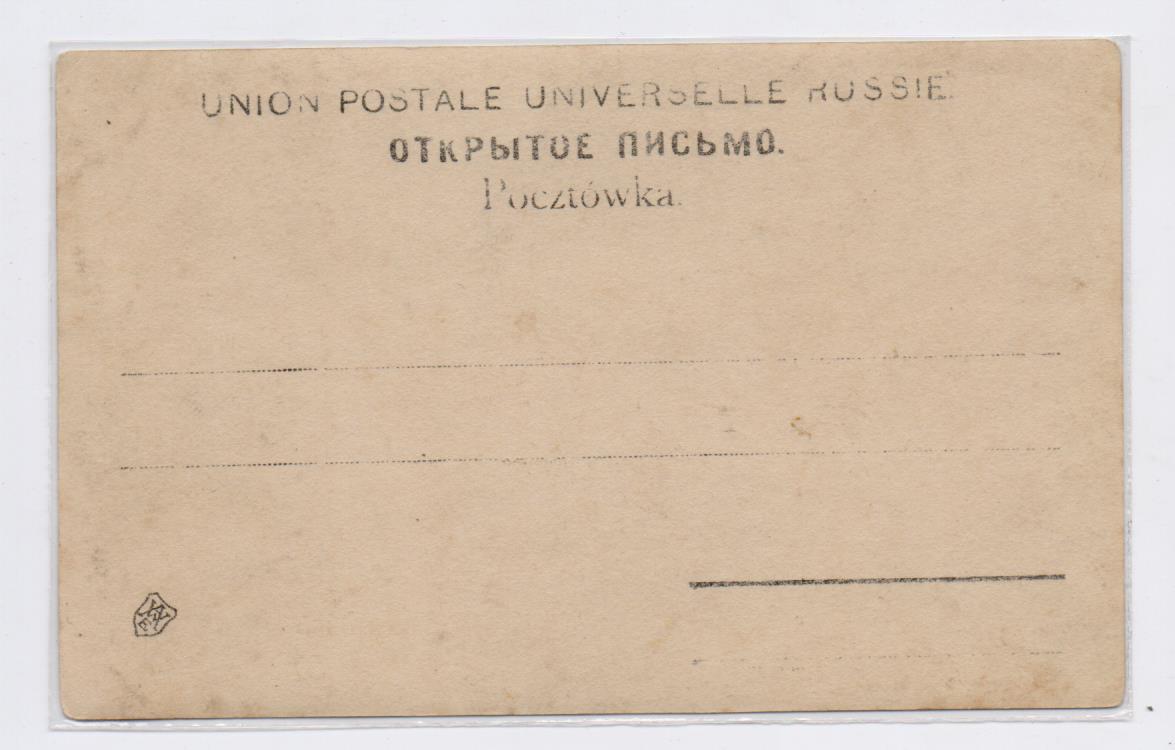 UNION POSTALE UNIVERSELLE RUSSIE.
ОТКРЫТОЕ ПИСЬМО.
Pocztówka.